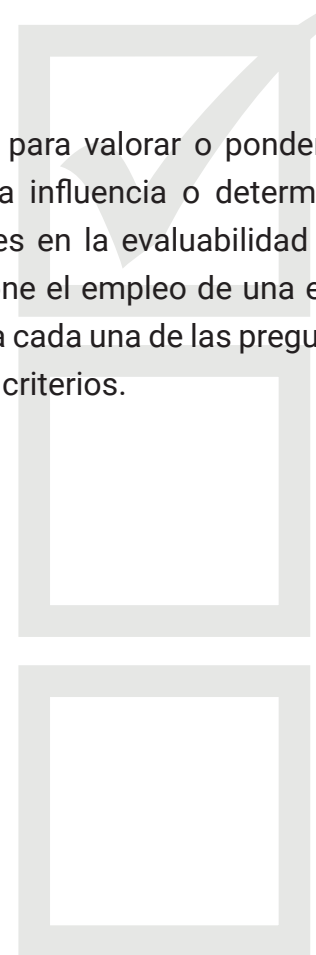 para valorar o ponde
a influencia o determ
es en la evaluabilidad
ne el empleo de una e
a cada una de las pregu
criterios.